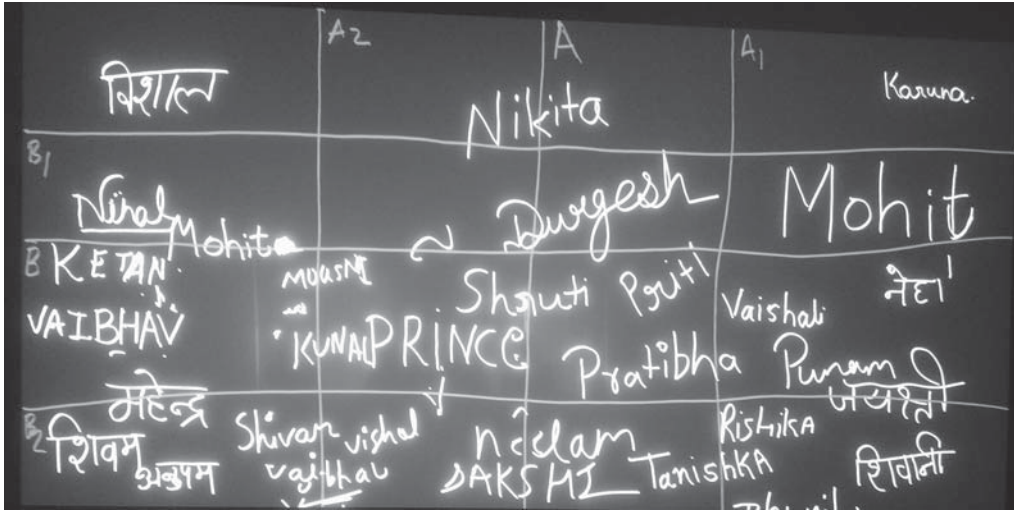 A2 A A1
विशाल Nikita Karuna.
B1
Niral Mohit Durgesh Mohit
B KETAN. MOUSMI Shruti Priti नेहा
VAIBHAV KUNAL PRINCE Vaishali
Pratibha Punam
महेन्द्र जयश्री
B2 शिवम Shivam vishal neelam RishikA
अनुपम vaibhav SAKSHI TanishkA शिवानी